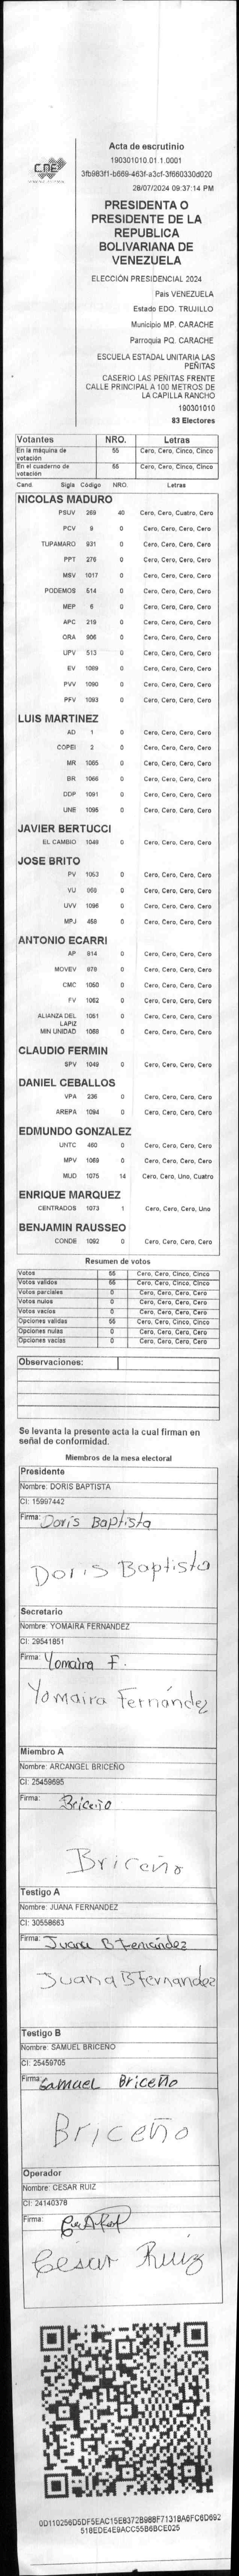 CNE
Acta de escrutinio
190301010.01.1.0001
3fb983f1-b669-463f-a3cf-3f660330d020
28/07/2024 09:37:14 PM
PRESIDENTA O
PRESIDENTE DE LA
REPUBLICA
BOLIVARIANA DE
VENEZUELA
ELECCIÓN PRESIDENCIAL 2024
País VENEZUELA
Estado EDO. TRUJILLO
Municipio MP. CARACHE
Parroquia PQ. CARACHE
ESCUELA ESTADAL UNITARIA LAS
PEÑITAS
CASERIO LAS PEÑITAS FRENTE
CALLE PRINCIPAL A 100 METROS DE
LA CAPILLA RANCHO
190301010
83 Electores
Votantes NRO. Letras
En la máquina de votación 55 Cero, Cero, Cinco, Cinco
En el cuaderno de votación 55 Cero, Cero, Cinco, Cinco
Cand. Sigla Código NRO. Letras
NICOLAS MADURO
PSUV 269 40 Cero, Cero, Cuatro, Cero
PCV 9 0 Cero, Cero, Cero, Cero
TUPAMARO 931 0 Cero, Cero, Cero, Cero
PPT 276 0 Cero, Cero, Cero, Cero
MSV 1017 0 Cero, Cero, Cero, Cero
PODEMOS 514 0 Cero, Cero, Cero, Cero
MEP 6 0 Cero, Cero, Cero, Cero
APC 219 0 Cero, Cero, Cero, Cero
ORA 906 0 Cero, Cero, Cero, Cero
UPV 513 0 Cero, Cero, Cero, Cero
EV 1089 0 Cero, Cero, Cero, Cero
PVV 1090 0 Cero, Cero, Cero, Cero
PFV 1093 0 Cero, Cero, Cero, Cero
LUIS MARTINEZ
AD 1 0 Cero, Cero, Cero, Cero
COPEI 2 0 Cero, Cero, Cero, Cero
MR 1065 0 Cero, Cero, Cero, Cero
BR 1066 0 Cero, Cero, Cero, Cero
DDP 1091 0 Cero, Cero, Cero, Cero
UNE 1095 0 Cero, Cero, Cero, Cero
JAVIER BERTUCCI
EL CAMBIO 1048 0 Cero, Cero, Cero, Cero
JOSE BRITO
PV 1053 0 Cero, Cero, Cero, Cero
VU 969 0 Cero, Cero, Cero, Cero
UVV 1096 0 Cero, Cero, Cero, Cero
MPJ 458 0 Cero, Cero, Cero, Cero
ANTONIO ECARRI
AP 914 0 Cero, Cero, Cero, Cero
MOVEV 979 0 Cero, Cero, Cero, Cero
CMC 1050 0 Cero, Cero, Cero, Cero
FV 1062 0 Cero, Cero, Cero, Cero
ALIANZA DEL LAPIZ 1081 0 Cero, Cero, Cero, Cero
MIN UNIDAD 1088 0 Cero, Cero, Cero, Cero
CLAUDIO FERMIN
SPV 1049 0 Cero, Cero, Cero, Cero
DANIEL CEBALLOS
VPA 236 0 Cero, Cero, Cero, Cero
AREPA 1094 0 Cero, Cero, Cero, Cero
EDMUNDO GONZALEZ
UNTC 460 0 Cero, Cero, Cero, Cero
MPV 1069 0 Cero, Cero, Cero, Cero
MUD 1075 14 Cero, Cero, Uno, Cuatro
ENRIQUE MARQUEZ
CENTRADOS 1073 1 Cero, Cero, Cero, Uno
BENJAMIN RAUSSEO
CONDE 1092 0 Cero, Cero, Cero, Cero
Resumen de votos
Votos 55 Cero, Cero, Cinco, Cinco
Votos validos 55 Cero, Cero, Cinco, Cinco
Votos parciales 0 Cero, Cero, Cero, Cero
Votos nulos 0 Cero, Cero, Cero, Cero
Votos vacios 0 Cero, Cero, Cero, Cero
Opciones validas 55 Cero, Cero, Cinco, Cinco
Opciones nulas 0 Cero, Cero, Cero, Cero
Opciones vacias 0 Cero, Cero, Cero, Cero
Observaciones:
Se levanta la presente acta la cual firman en
señal de conformidad.
Miembros de la mesa electoral
Presidente
Nombre: DORIS BAPTISTA
CI: 15997442
Firma: Doris Baptista
Doris Baptista
Secretario
Nombre: YOMAIRA FERNANDEZ
CI: 29541851
Firma: Yomaira F.
Yomaira Fernández
Miembro A
Nombre: ARCANGEL BRICEÑO
CI: 25459695
Firma: Briceño
Briceño
Testigo A
Nombre: JUANA FERNANDEZ
CI: 30558663
Firma: Juana B Fernández
Juana B Fernandez
Testigo B
Nombre: SAMUEL BRICEÑO
CI: 25459705
Firma: Samuel Briceño
Briceño
Operador
Nombre: CESAR RUIZ
CI: 24140378
Firma:
César Ruiz
0D110256D5DF5EAC15E8372B988F7131BA6FC6D692
518EDE4E9ACC55B6BCE025